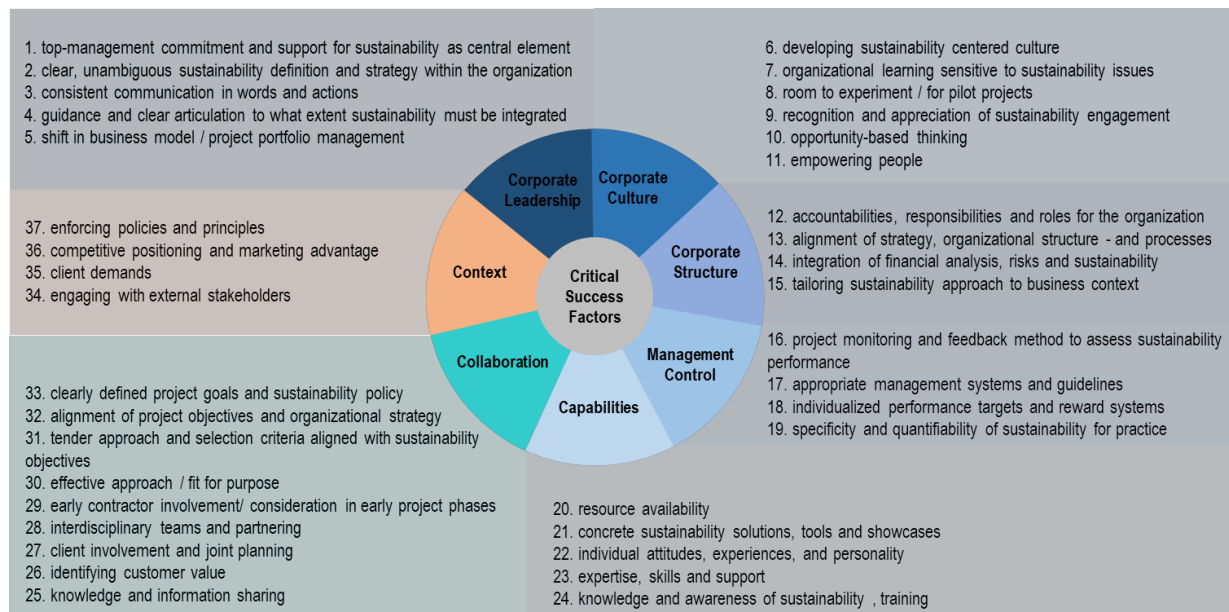 1. top-management commitment and support for sustainability as central element
2. clear, unambiguous sustainability definition and strategy within the organization
3. consistent communication in words and actions
4. guidance and clear articulation to what extent sustainability must be integrated
5. shift in business model / project portfolio management
6. developing sustainability centered culture
7. organizational learning sensitive to sustainability issues
8. room to experiment / for pilot projects
9. recognition and appreciation of sustainability engagement
10. opportunity-based thinking
11. empowering people
Corporate
Leadership
Corporate
Culture
Corporate
Structure
Management
Control
Capabilities
Collaboration
Context
Critical
Success
Factors
37. enforcing policies and principles
36. competitive positioning and marketing advantage
35. client demands
34. engaging with external stakeholders
12. accountabilities, responsibilities and roles for the organization
13. alignment of strategy, organizational structure - and processes
14. integration of financial analysis, risks and sustainability
15. tailoring sustainability approach to business context
16. project monitoring and feedback method to assess sustainability
performance
17. appropriate management systems and guidelines
18. individualized performance targets and reward systems
19. specificity and quantifiability of sustainability for practice
33. clearly defined project goals and sustainability policy
32. alignment of project objectives and organizational strategy
31. tender approach and selection criteria aligned with sustainability
objectives
30. effective approach / fit for purpose
29. early contractor involvement/ consideration in early project phases
28. interdisciplinary teams and partnering
27. client involvement and joint planning
26. identifying customer value
25. knowledge and information sharing
20. resource availability
21. concrete sustainability solutions, tools and showcases
22. individual attitudes, experiences, and personality
23. expertise, skills and support
24. knowledge and awareness of sustainability , training